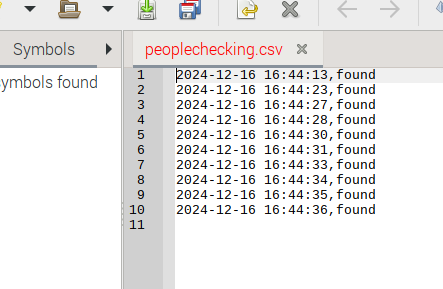 Symbols
peoplechecking.csv
symbols found
1 2024-12-16 16:44:13,found
2 2024-12-16 16:44:23,found
3 2024-12-16 16:44:27,found
4 2024-12-16 16:44:28,found
5 2024-12-16 16:44:30,found
6 2024-12-16 16:44:31,found
7 2024-12-16 16:44:33,found
8 2024-12-16 16:44:34,found
9 2024-12-16 16:44:35,found
10 2024-12-16 16:44:36,found
11